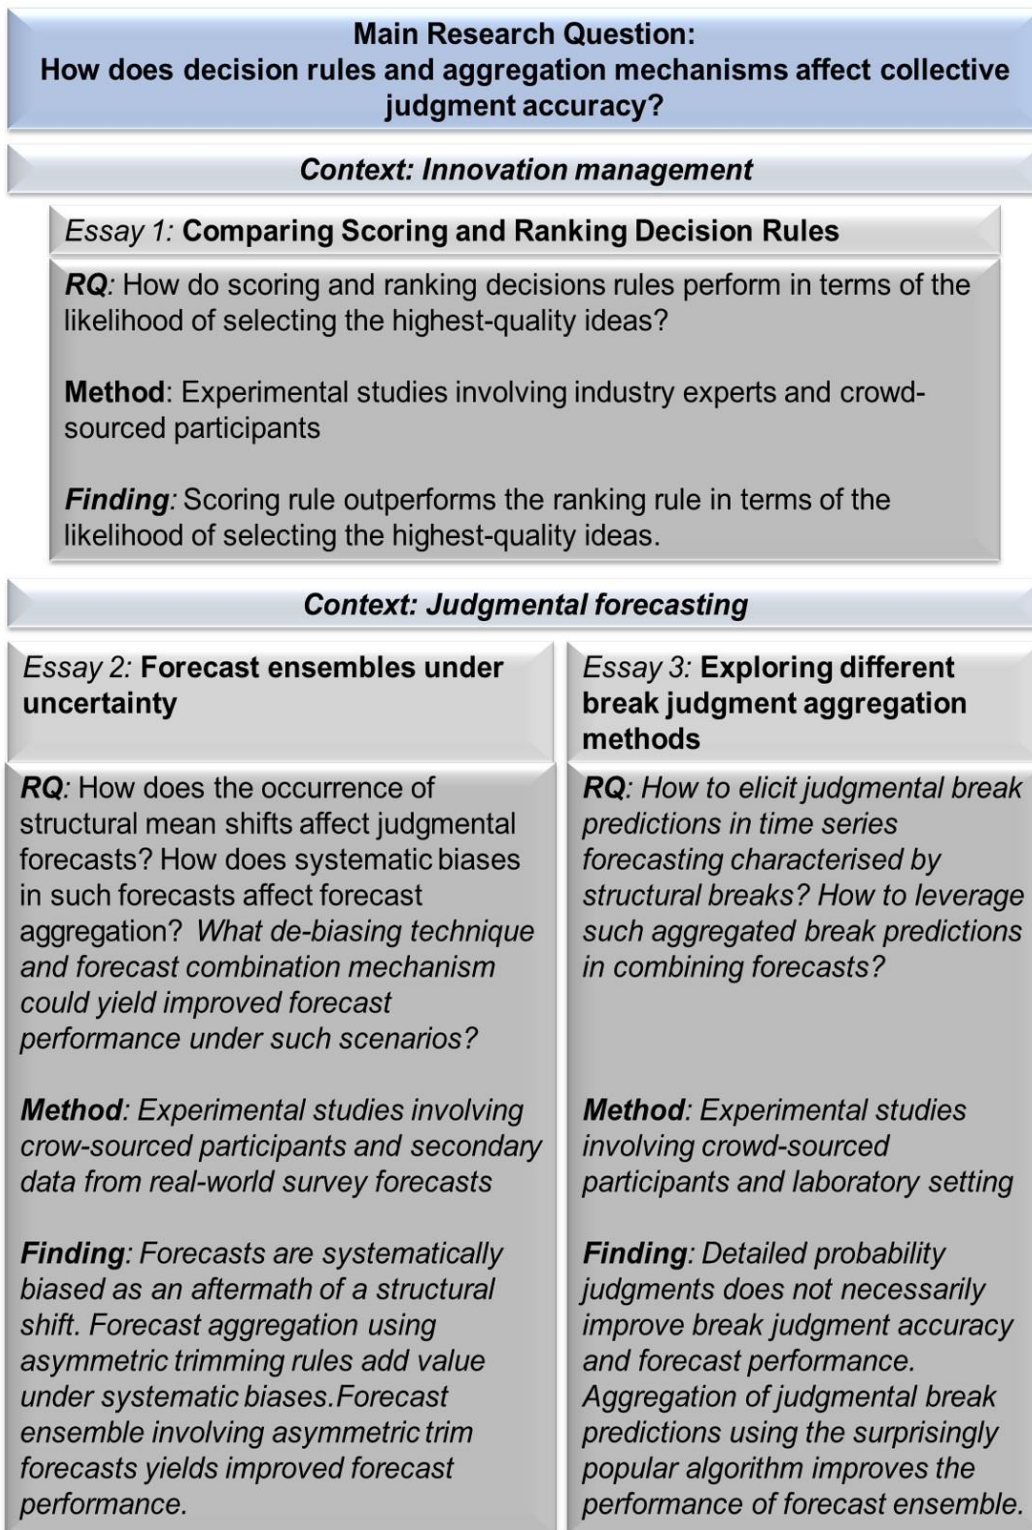 Main Research Question:
How does decision rules and aggregation mechanisms affect collective
judgment accuracy?
Context: Innovation management
Essay 1: Comparing Scoring and Ranking Decision Rules
RQ: How do scoring and ranking decisions rules perform in terms of the
likelihood of selecting the highest-quality ideas?
Method: Experimental studies involving industry experts and crowd-
sourced participants
Finding: Scoring rule outperforms the ranking rule in terms of the
likelihood of selecting the highest-quality ideas.
Context: Judgmental forecasting
Essay 2: Forecast ensembles under
uncertainty
RQ: How does the occurrence of
structural mean shifts affect judgmental
forecasts? How does systematic biases
in such forecasts affect forecast
aggregation? What de-biasing technique
and forecast combination mechanism
could yield improved forecast
performance under such scenarios?
Method: Experimental studies involving
crow-sourced participants and secondary
data from real-world survey forecasts
Finding: Forecasts are systematically
biased as an aftermath of a structural
shift. Forecast aggregation using
asymmetric trimming rules add value
under systematic biases.Forecast
ensemble involving asymmetric trim
forecasts yields improved forecast
performance.
Essay 3: Exploring different
break judgment aggregation
methods
RQ: How to elicit judgmental break
predictions in time series
forecasting characterised by
structural breaks? How to leverage
such aggregated break predictions
in combining forecasts?
Method: Experimental studies
involving crowd-sourced
participants and laboratory setting
Finding: Detailed probability
judgments does not necessarily
improve break judgment accuracy
and forecast performance.
Aggregation of judgmental break
predictions using the surprisingly
popular algorithm improves the
performance of forecast ensemble.